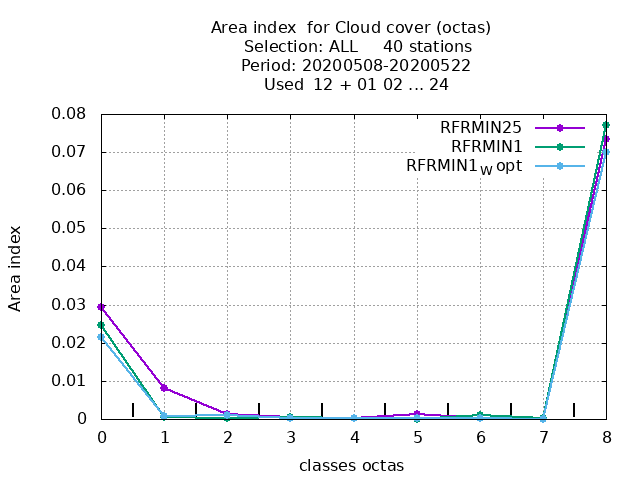 Area index  for Cloud cover (octas)
Selection: ALL     40 stations
Period: 20200508-20200522
Used  12 + 01 02 ... 24
RFRMIN25
RFRMIN1
RFRMIN1W opt
0.08
0.07
0.06
0.05
0.04
0.03
0.02
0.01
0
Area index
0 1 2 3 4 5 6 7 8
classes octas